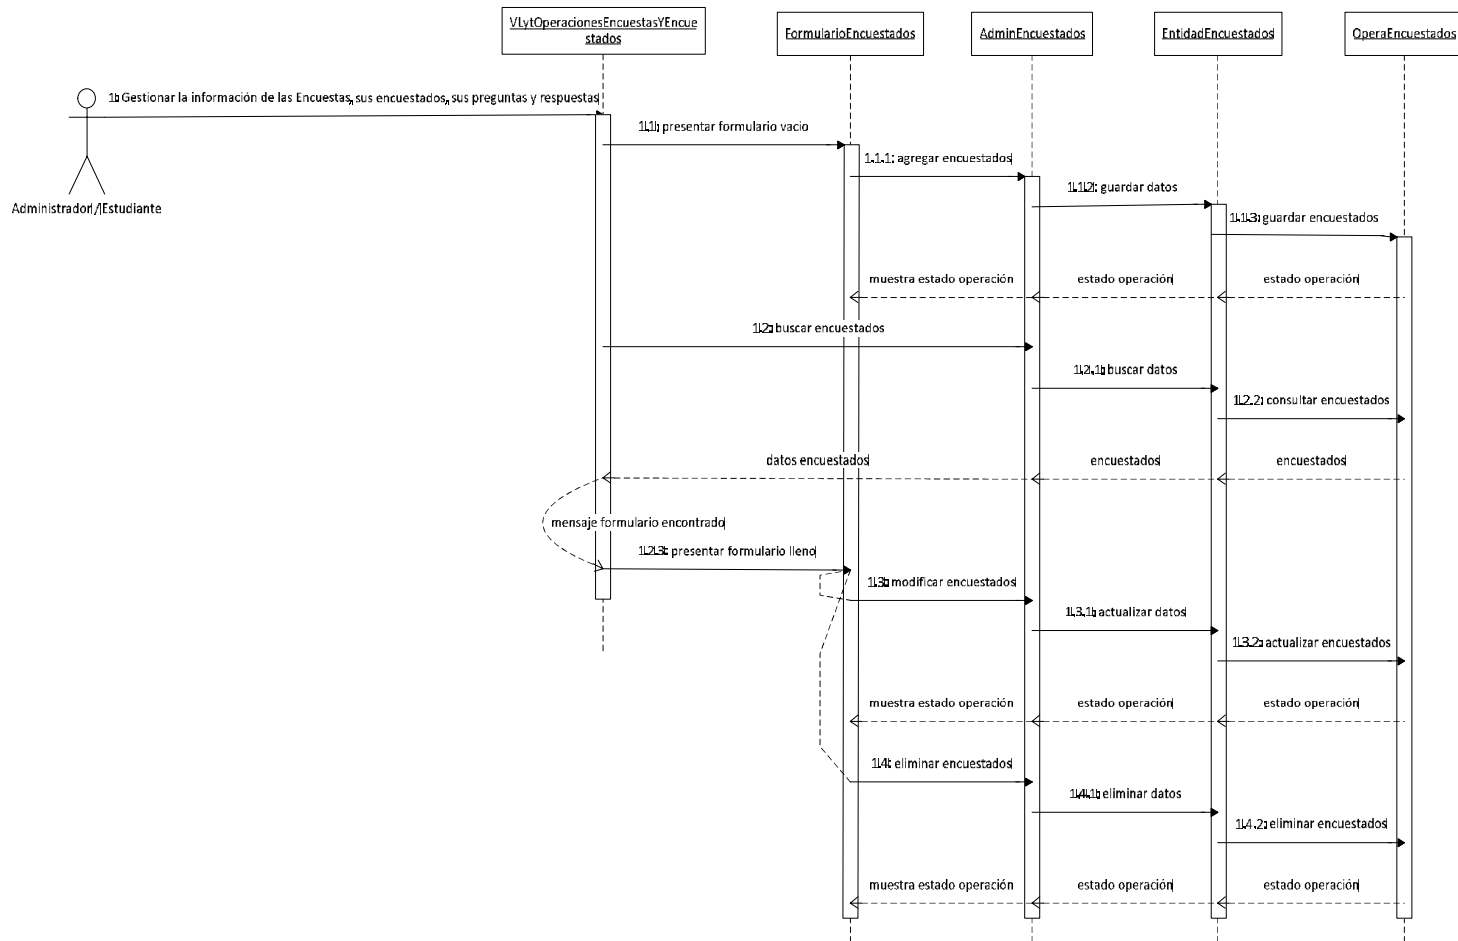 VLytOperacionesEncuestasYEncue
stados
FormularioEncuestados
AdminEncuestados
EntidadEncuestados
OperaEncuestados
1: Gestionar la información de las Encuestas, sus encuestados, sus preguntas y respuestas
1.1: presentar formulario vacio
1.1.1: agregar encuestados
1.1.2: guardar datos
Administrador / Estudiante
1.1.3: guardar encuestados
muestra estado operación
estado operación
estado operación
1.2: buscar encuestados
1.2.1: buscar datos
1.2.2: consultar encuestados
datos encuestados
encuestados
encuestados
mensaje formulario encontrado
1.2.3: presentar formulario lleno
1.3: modificar encuestados
1.3.1: actualizar datos
1.3.2: actualizar encuestados
muestra estado operación
estado operación
estado operación
1.4: eliminar encuestados
1.4.1: eliminar datos
1.4.2: eliminar encuestados
muestra estado operación
estado operación
estado operación